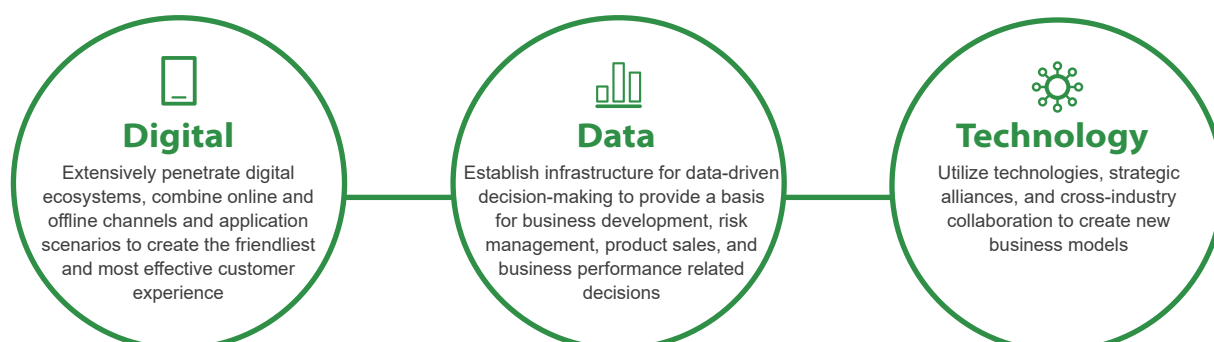 Digital
Extensively penetrate digital
ecosystems, combine online and
offline channels and application
scenarios to create the friendliest
and most effective customer
experience
Data
Establish infrastructure for data-driven
decision-making to provide a basis
for business development, risk
management, product sales, and
business performance related
decisions
Technology
Utilize technologies, strategic
alliances, and cross-industry
collaboration to create new
business models